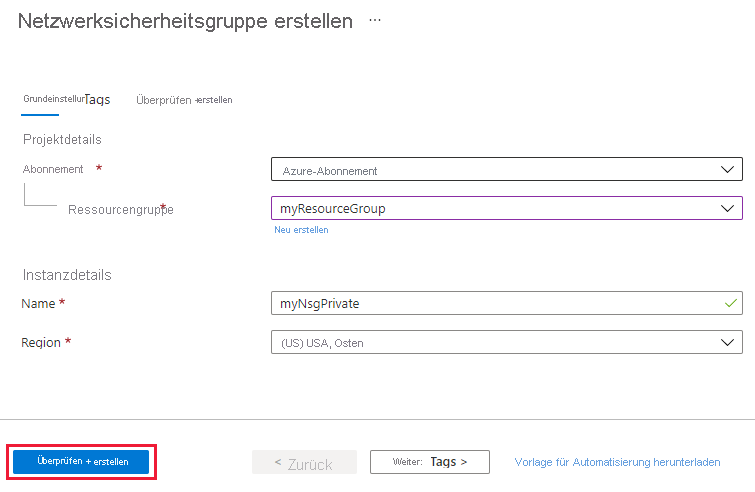 Netzwerksicherheitsgruppe erstellen ...
Grundeinstellur Tags Überprüfen +erstellen
Projektdetails
Abonnement * Azure-Abonnement
Ressourcengruppe * myResourceGroup
Neu erstellen
Instanzdetails
Name * myNsgPrivate
Region * (US) USA, Osten
Überprüfen + erstellen < Zurück Weiter: Tags > Vorlage für Automatisierung herunterladen